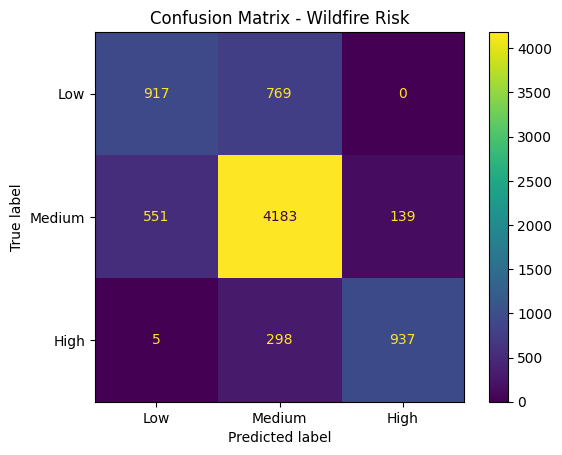 Confusion Matrix - Wildfire Risk
True label
Low
917 769 0
Medium
551 4183 139
High
5 298 937
Low Medium High
Predicted label
4000
3500
3000
2500
2000
1500
1000
500
0